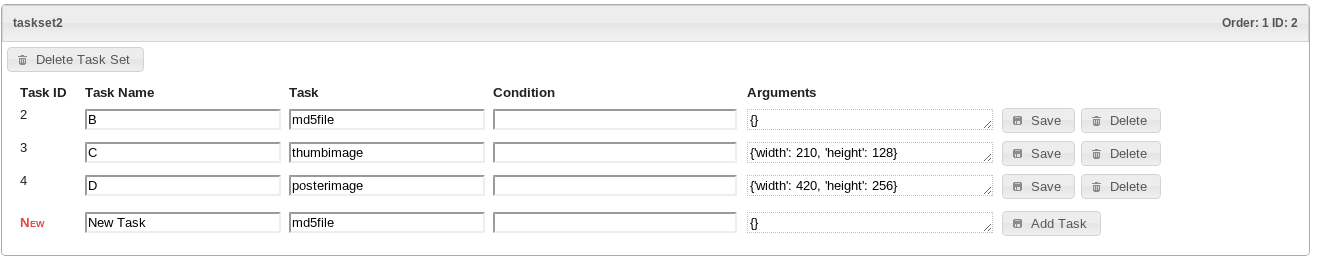 taskset2 Order: 1 ID: 2
Delete Task Set
Task ID Task Name Task Condition Arguments
2 B md5file {} Save Delete
3 C thumbimage {'width': 210, 'height': 128} Save Delete
4 D posterimage {'width': 420, 'height': 256} Save Delete
New New Task md5file {} Add Task